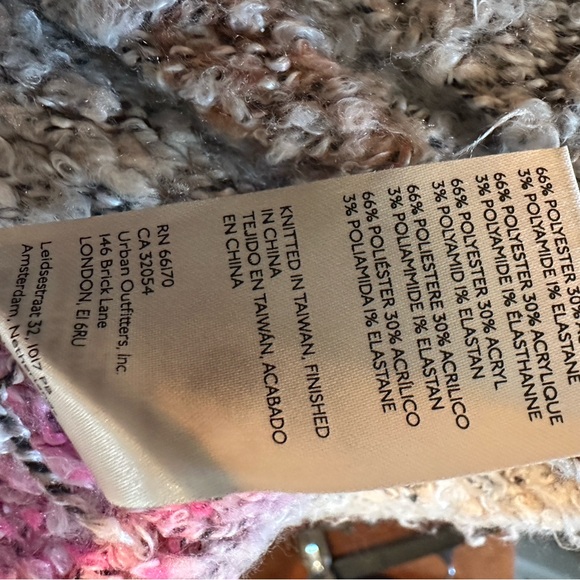 66% POLYESTER 30%
3% POLYAMIDE 1% ELASTANE
66% POLYESTER 30% ACRYLIQUE
3% POLYAMIDE 1% ÉLASTHANNE
66% POLYESTER 30% ACRYL
3% POLYAMID 1% ELASTAN
66% POLIESTERE 30% ACRILICO
3% POLIAMMIDE 1% ELASTAN
66% POLIÉSTER 30% ACRÍLICO
3% POLIAMIDA 1% ELASTANE
KNITTED IN TAIWAN, FINISHED
IN CHINA
TEJIDO EN TAIWÁN, ACABADO
EN CHINA
RN 66170
CA 32054
Urban Outfitters, Inc.
146 Brick Lane
LONDON, E1 6RU
Leidsestraat 32, 1017
Amsterdam,